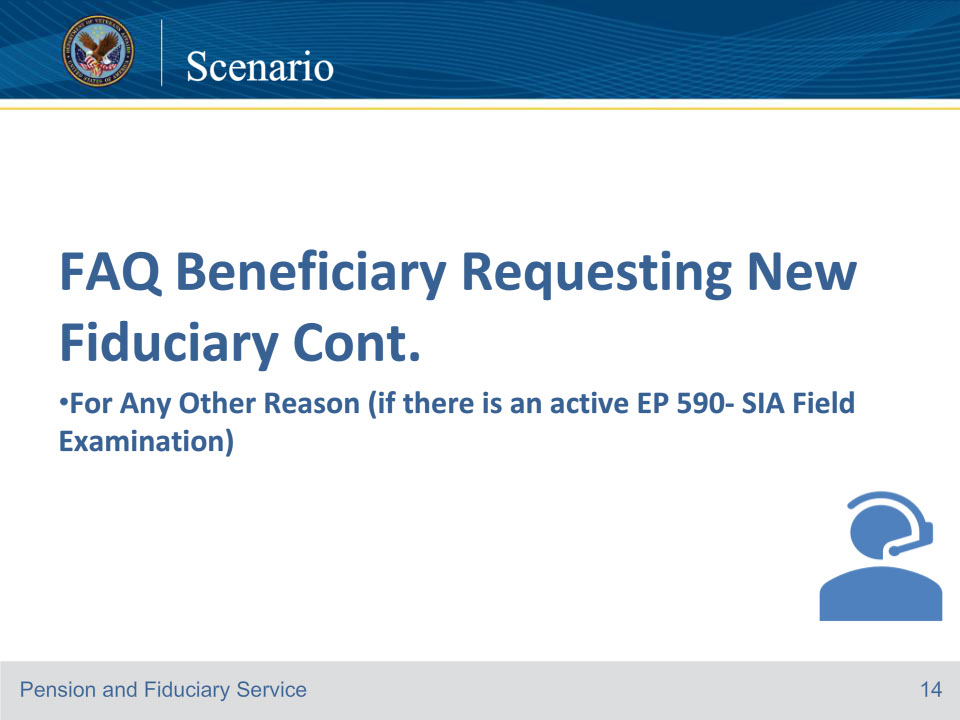 Scenario
FAQ Beneficiary Requesting New
Fiduciary Cont.
•For Any Other Reason (if there is an active EP 590- SIA Field
Examination)
Pension and Fiduciary Service
14